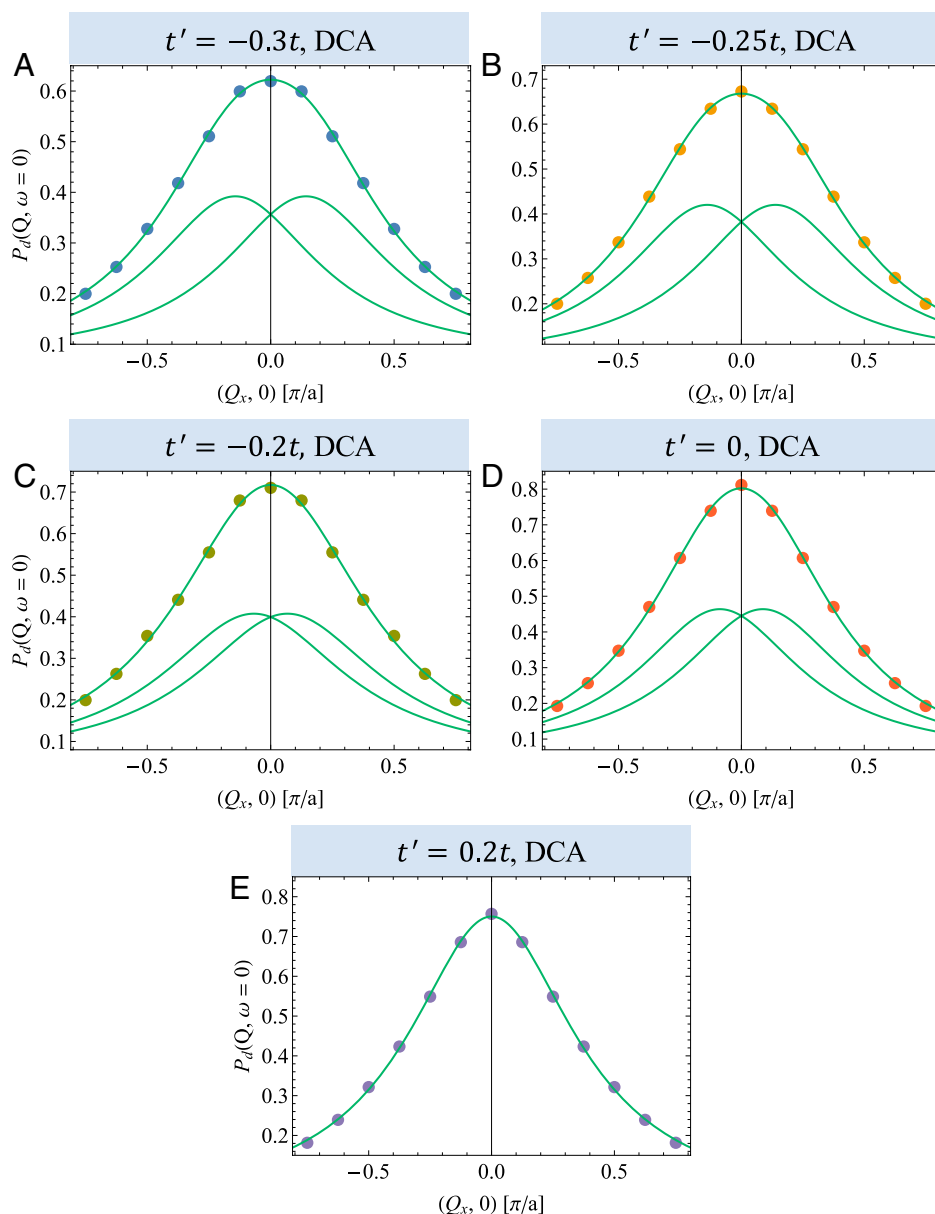 t′ = −0.3t, DCA
A
P_d(Q, ω = 0)
0.6
0.5
0.4
0.3
0.2
0.1
−0.5 0.0 0.5
(Q_x, 0) [π/a]
t′ = −0.25t, DCA
B
0.7
0.6
0.5
0.4
0.3
0.2
−0.5 0.0 0.5
(Q_x, 0) [π/a]
t′ = −0.2t, DCA
C
P_d(Q, ω = 0)
0.7
0.6
0.5
0.4
0.3
0.2
0.1
−0.5 0.0 0.5
(Q_x, 0) [π/a]
t′ = 0, DCA
D
0.8
0.7
0.6
0.5
0.4
0.3
0.2
0.1
−0.5 0.0 0.5
(Q_x, 0) [π/a]
t′ = 0.2t, DCA
E
P_d(Q, ω = 0)
0.8
0.7
0.6
0.5
0.4
0.3
0.2
−0.5 0.0 0.5
(Q_x, 0) [π/a]